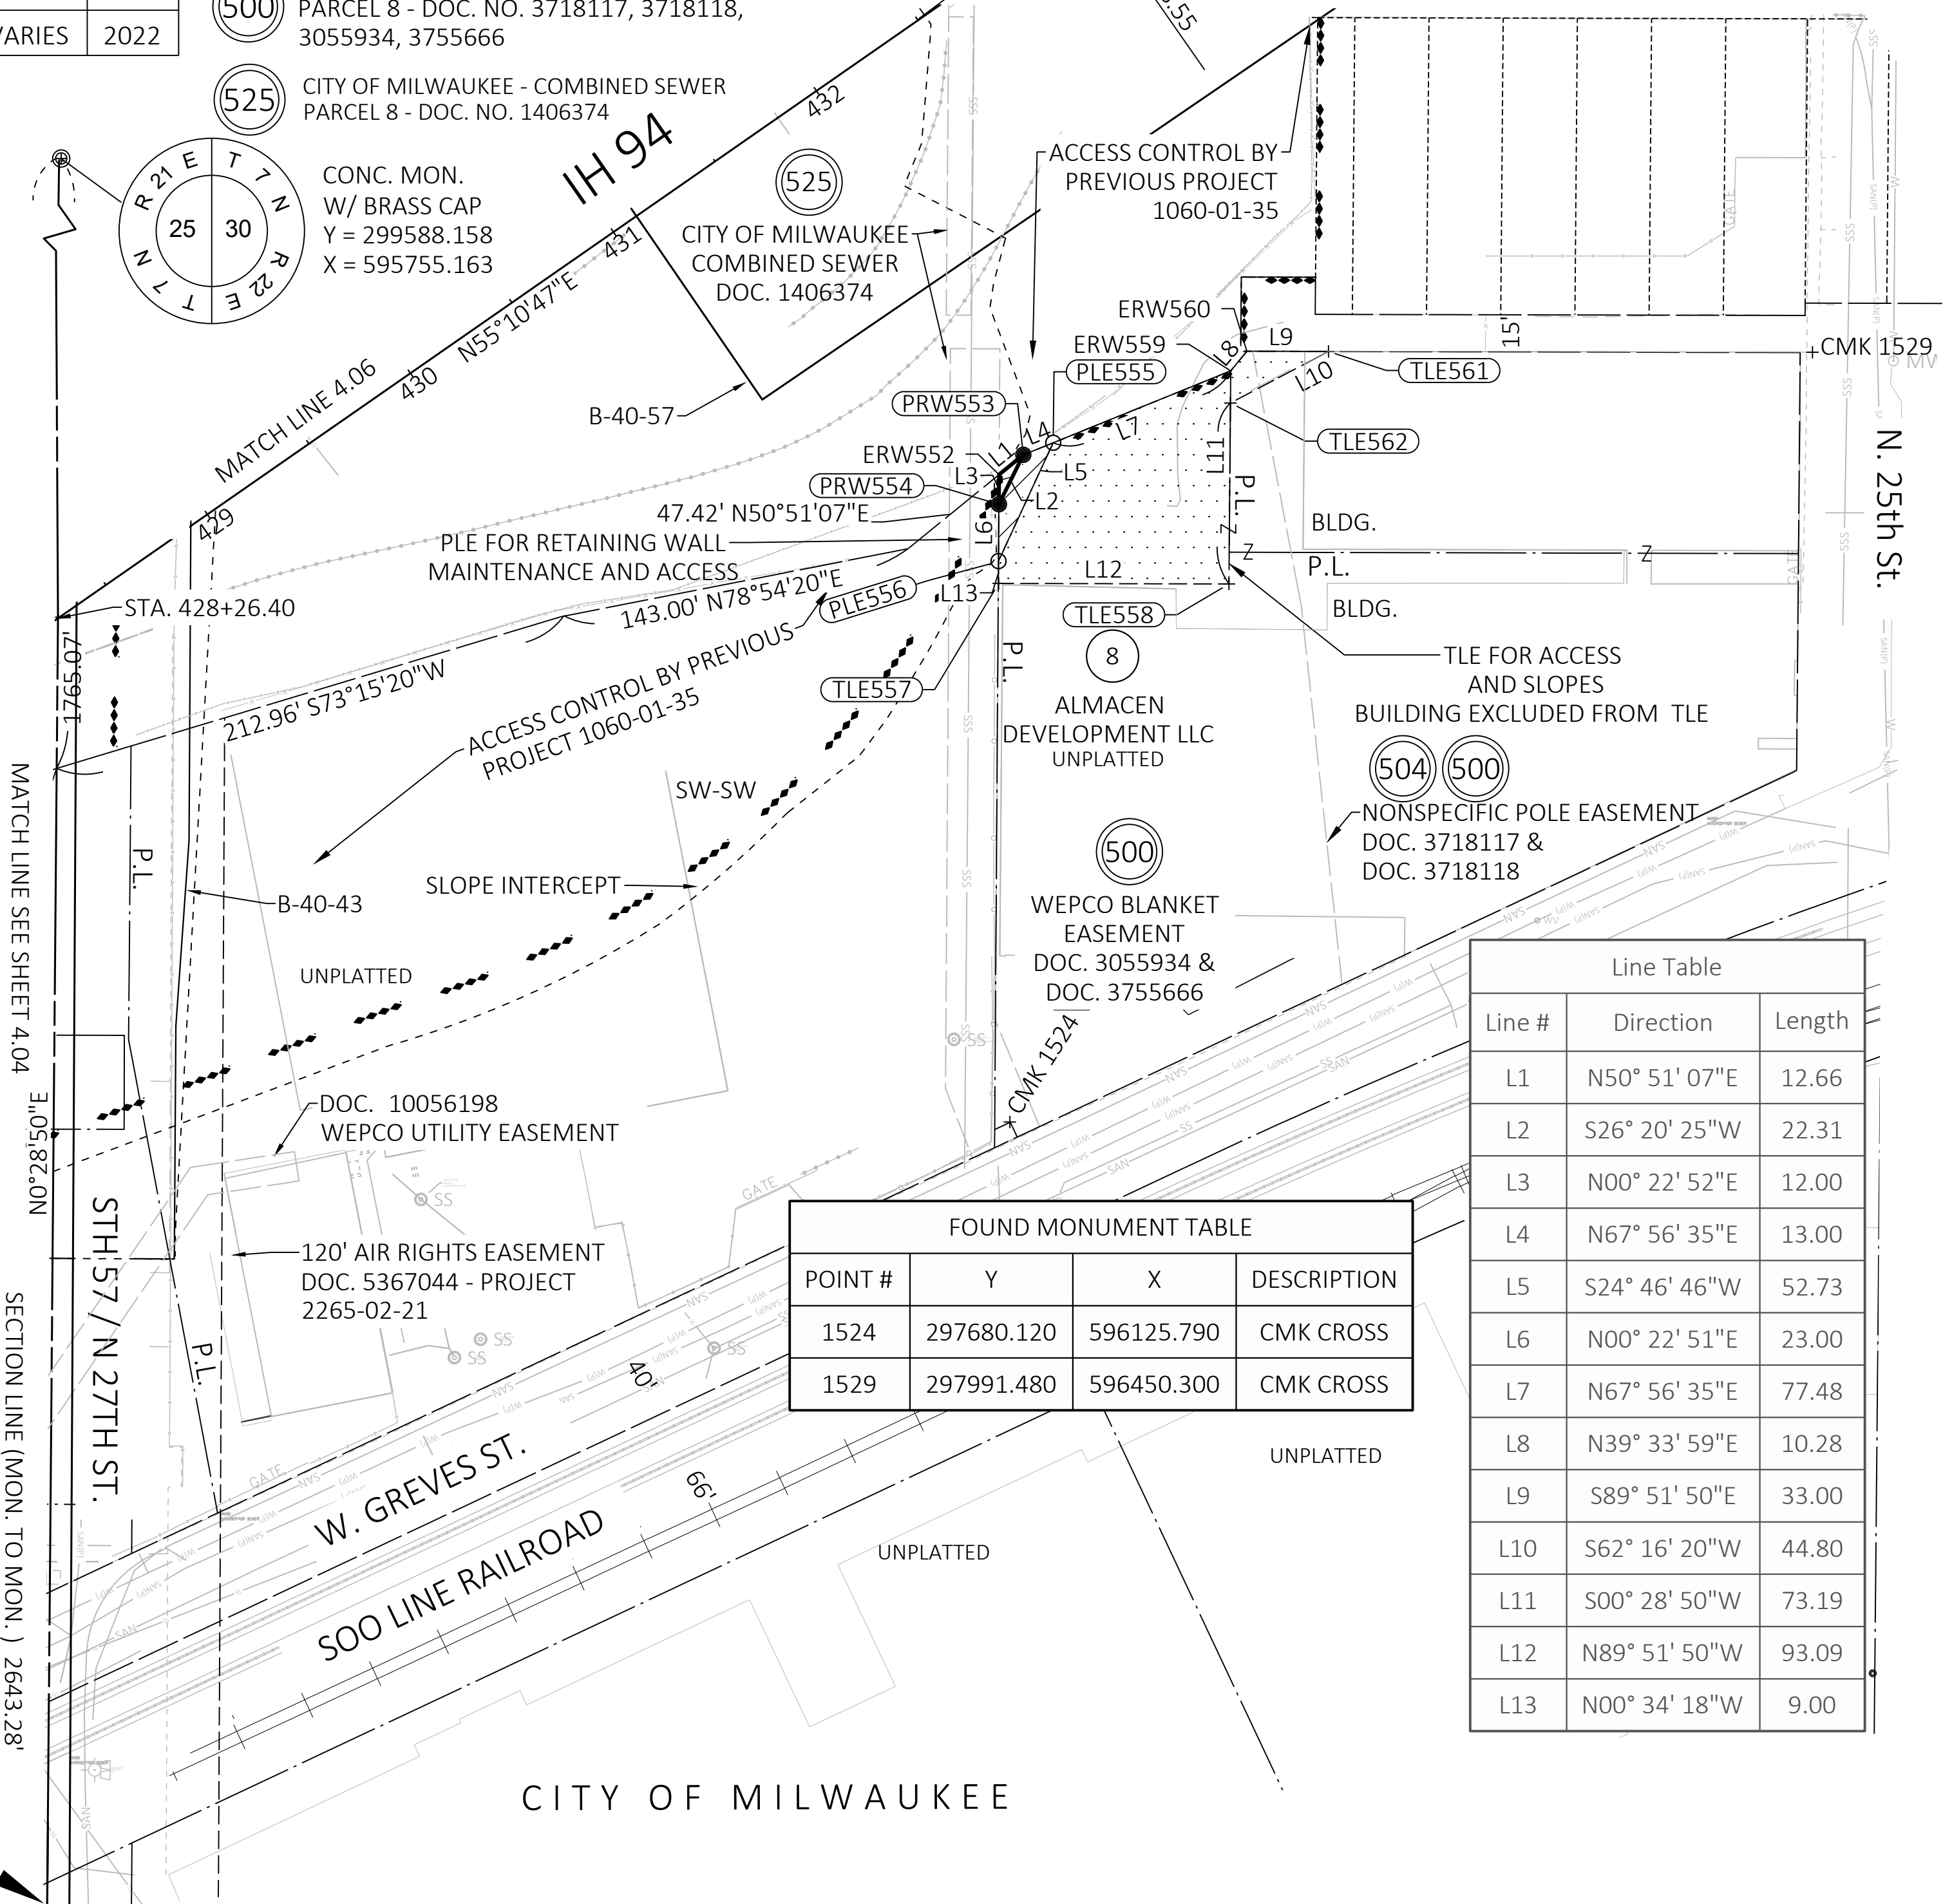 VARIES 2022
500
PARCEL 8 - DOC. NO. 3718117, 3718118,
3055934, 3755666
525
CITY OF MILWAUKEE - COMBINED SEWER
PARCEL 8 - DOC. NO. 1406374
R 21 E
T 7 N
25
30
T 7 N
R 22 E
CONC. MON.
W/ BRASS CAP
Y = 299588.158
X = 595755.163
IH 94
432
431
430
429
N55°10'47"E
MATCH LINE 4.06
525
CITY OF MILWAUKEE
COMBINED SEWER
DOC. 1406374
ACCESS CONTROL BY
PREVIOUS PROJECT
1060-01-35
B-40-57
ERW560
ERW559
PLE555
PRW553
ERW552
PRW554
L1
L4
L3
L5
L2
L6
L7
L8
L9
L10
L11
L12
L13
15'
CMK 1529
TLE561
TLE562
N. 25th St.
GATE
P.L.
BLDG.
Z
Z
Z
P.L.
BLDG.
47.42' N50°51'07"E
PLE FOR RETAINING WALL
MAINTENANCE AND ACCESS
143.00' N78°54'20"E
PLE556
TLE558
TLE557
STA. 428+26.40
1765.07'
212.96' S73°15'20"W
ACCESS CONTROL BY PREVIOUS
PROJECT 1060-01-35
P.L.
8
ALMACEN
DEVELOPMENT LLC
UNPLATTED
TLE FOR ACCESS
AND SLOPES
BUILDING EXCLUDED FROM TLE
504
500
NONSPECIFIC POLE EASEMENT
DOC. 3718117 &
DOC. 3718118
SW-SW
SLOPE INTERCEPT
500
WEPCO BLANKET
EASEMENT
DOC. 3055934 &
DOC. 3755666
P.L.
B-40-43
UNPLATTED
MATCH LINE SEE SHEET 4.04
N0°28'50"E
DOC. 10056198
WEPCO UTILITY EASEMENT
CMK 1524
STH 57 / N 27TH ST.
120' AIR RIGHTS EASEMENT
DOC. 5367044 - PROJECT
2265-02-21
P.L.
SECTION LINE (MON. TO MON. ) 2643.28'
GATE
GATE
SS
SS
SS
SS
SS
40'
66'
W. GREVES ST.
SOO LINE RAILROAD
FOUND MONUMENT TABLE
POINT # Y X DESCRIPTION
1524 297680.120 596125.790 CMK CROSS
1529 297991.480 596450.300 CMK CROSS
UNPLATTED
UNPLATTED
CITY OF MILWAUKEE
Line Table
Line # Direction Length
L1 N50° 51' 07"E 12.66
L2 S26° 20' 25"W 22.31
L3 N00° 22' 52"E 12.00
L4 N67° 56' 35"E 13.00
L5 S24° 46' 46"W 52.73
L6 N00° 22' 51"E 23.00
L7 N67° 56' 35"E 77.48
L8 N39° 33' 59"E 10.28
L9 S89° 51' 50"E 33.00
L10 S62° 16' 20"W 44.80
L11 S00° 28' 50"W 73.19
L12 N89° 51' 50"W 93.09
L13 N00° 34' 18"W 9.00